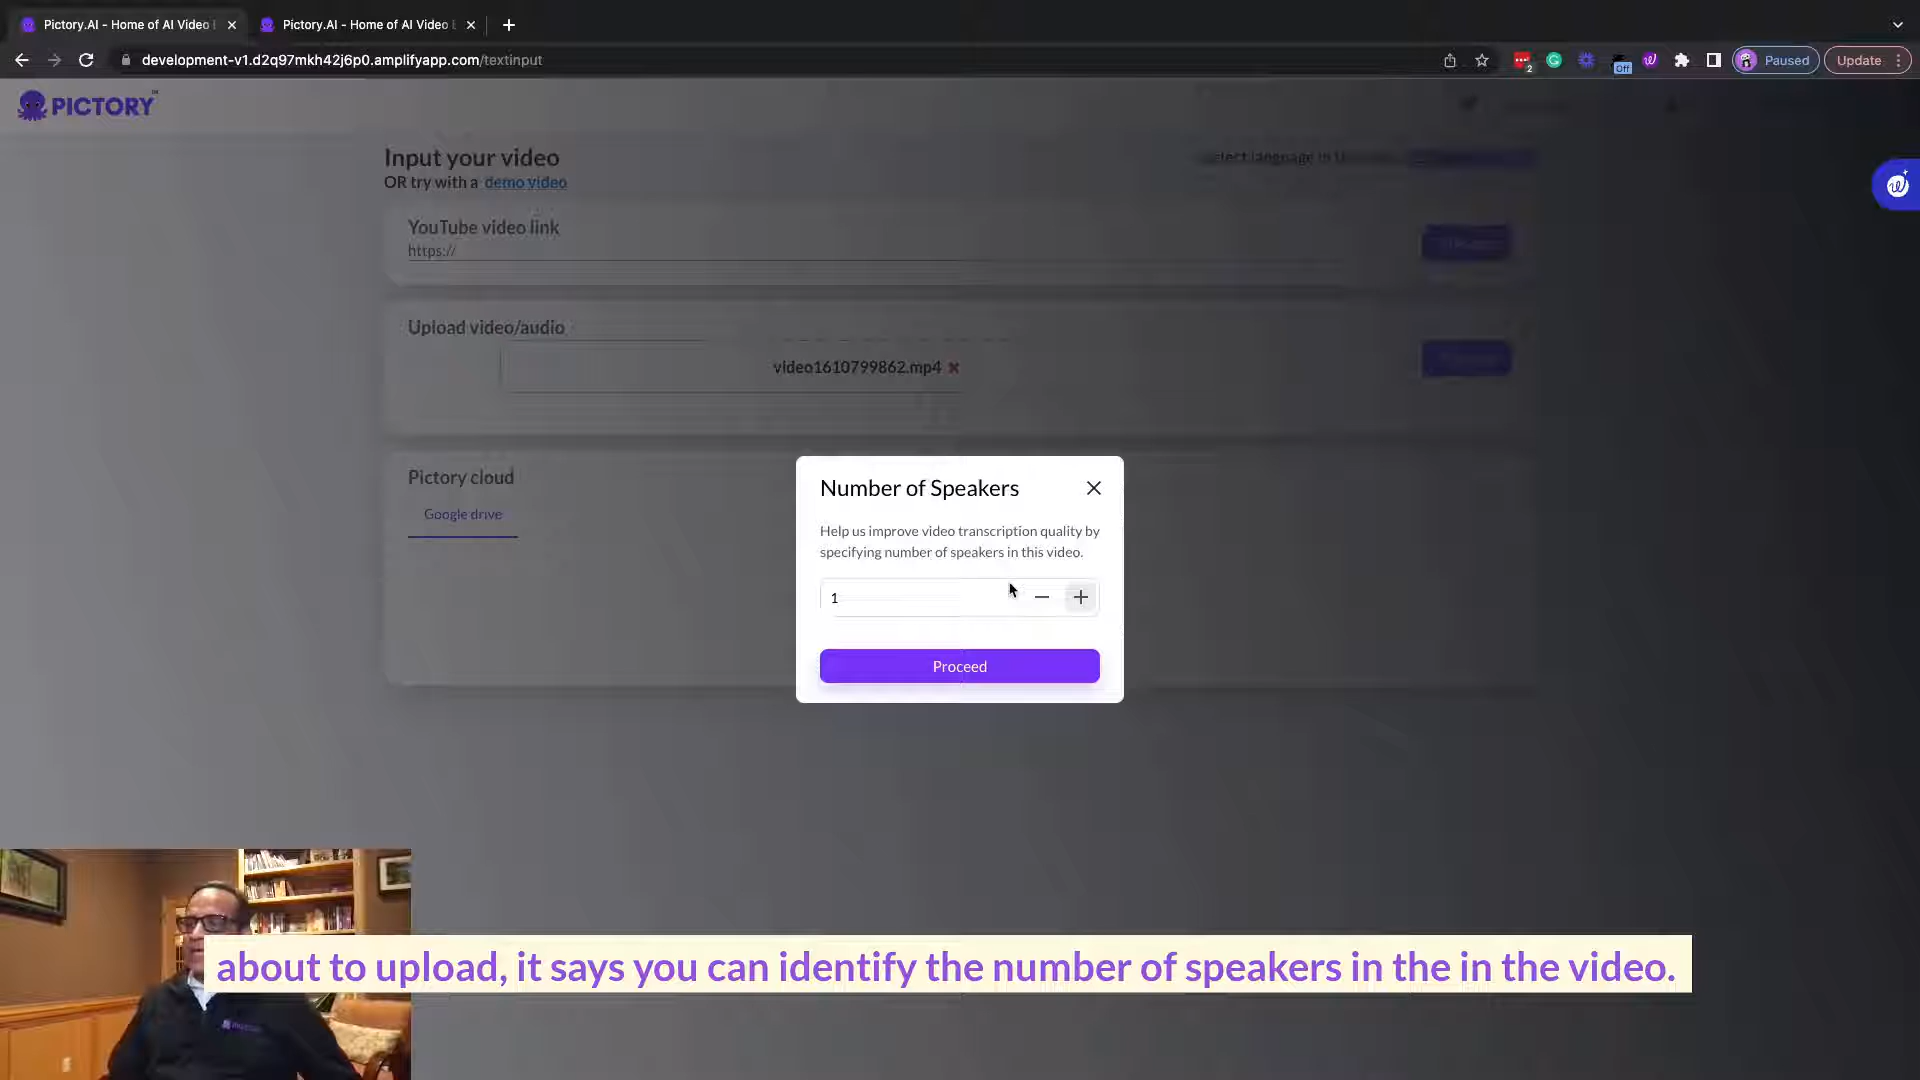 Pictory.AI - Home of AI Video
Pictory.AI - Home of AI Video
development-v1.d2q97mkh42j6p0.amplifyapp.com/textinput
2
Off
Paused
Update
PICTORY
Input your video
OR try with a demo video
YouTube video link
https://
Upload video/audio
video1610799862.mp4
Pictory cloud
Google drive
Number of Speakers
Help us improve video transcription quality by
specifying number of speakers in this video.
1
Proceed
about to upload, it says you can identify the number of speakers in the in the video.